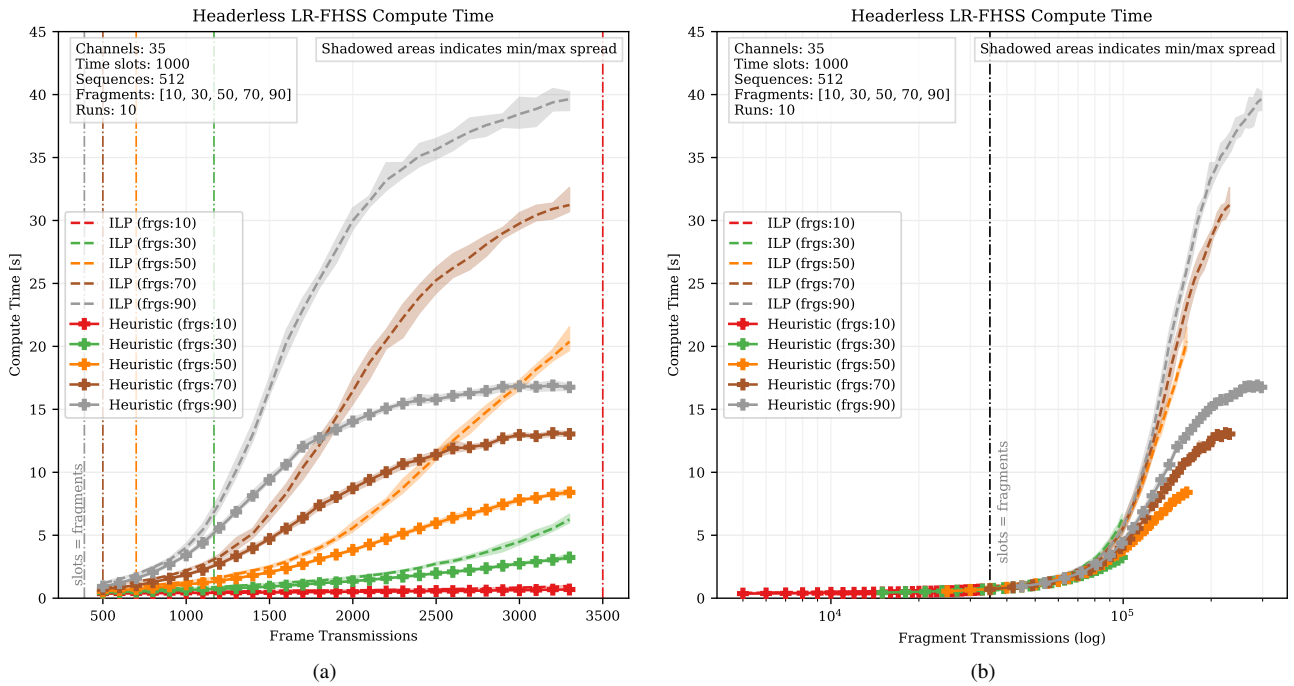 Headerless LR-FHSS Compute Time
45
40
35
30
25
20
15
10
5
0
Compute Time [s]
Channels: 35
Time slots: 1000
Sequences: 512
Fragments: [10, 30, 50, 70, 90]
Runs: 10
Shadowed areas indicates min/max spread
ILP (frgs:10)
ILP (frgs:30)
ILP (frgs:50)
ILP (frgs:70)
ILP (frgs:90)
Heuristic (frgs:10)
Heuristic (frgs:30)
Heuristic (frgs:50)
Heuristic (frgs:70)
Heuristic (frgs:90)
slots = fragments
500 1000 1500 2000 2500 3000 3500
Frame Transmissions
(a)
Headerless LR-FHSS Compute Time
45
40
35
30
25
20
15
10
5
0
Compute Time [s]
Channels: 35
Time slots: 1000
Sequences: 512
Fragments: [10, 30, 50, 70, 90]
Runs: 10
Shadowed areas indicates min/max spread
ILP (frgs:10)
ILP (frgs:30)
ILP (frgs:50)
ILP (frgs:70)
ILP (frgs:90)
Heuristic (frgs:10)
Heuristic (frgs:30)
Heuristic (frgs:50)
Heuristic (frgs:70)
Heuristic (frgs:90)
slots = fragments
10⁴ 10⁵
Fragment Transmissions (log)
(b)